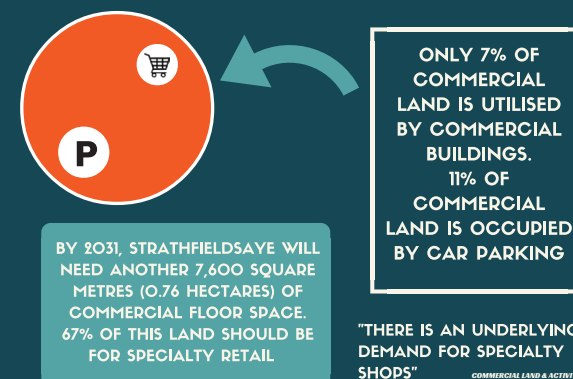 P
ONLY 7% OF
COMMERCIAL
LAND IS UTILISED
BY COMMERCIAL
BUILDINGS.
11% OF
COMMERCIAL
LAND IS OCCUPIED
BY CAR PARKING
BY 2031, STRATHFIELDSAYE WILL
NEED ANOTHER 7,600 SQUARE
METRES (0.76 HECTARES) OF
COMMERCIAL FLOOR SPACE.
67% OF THIS LAND SHOULD BE
FOR SPECIALTY RETAIL
"THERE IS AN UNDERLYING
DEMAND FOR SPECIALTY
SHOPS"
COMMERCIAL LAND &